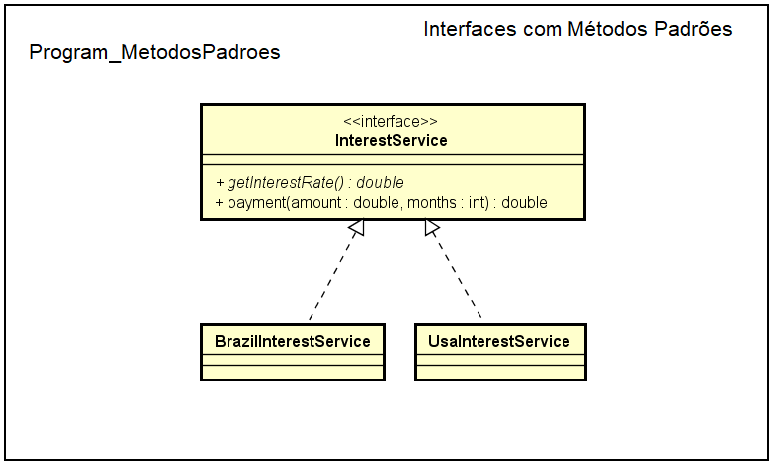 Interfaces com Métodos Padrões
Program_MetodosPadroes
<<interface>>
InterestService
+ getInterestRate() : double
+ payment(amount : double, months : int) : double
BrazilInterestService
UsaInterestService